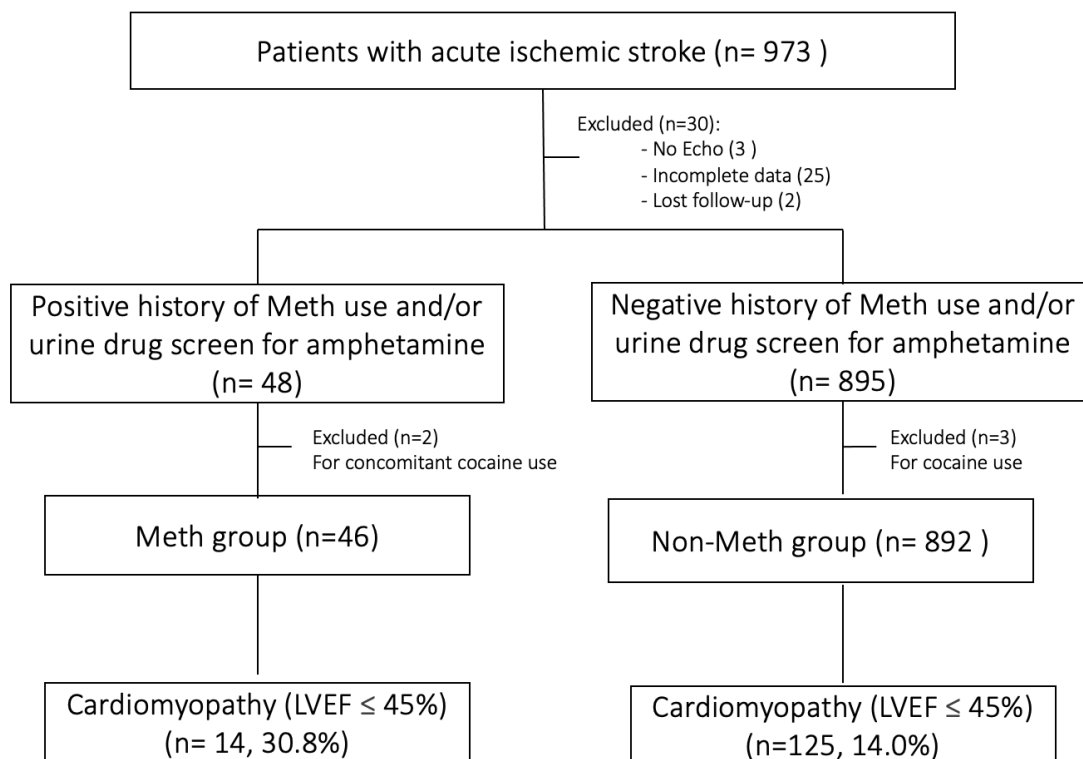 Patients with acute ischemic stroke (n= 973 )
Excluded (n=30):
- No Echo (3 )
- Incomplete data (25)
- Lost follow-up (2)
Positive history of Meth use and/or
urine drug screen for amphetamine
(n= 48)
Negative history of Meth use and/or
urine drug screen for amphetamine
(n= 895)
Excluded (n=2)
For concomitant cocaine use
Excluded (n=3)
For cocaine use
Meth group (n=46)
Non-Meth group (n= 892 )
Cardiomyopathy (LVEF ≤ 45%)
(n= 14, 30.8%)
Cardiomyopathy (LVEF ≤ 45%)
(n=125, 14.0%)